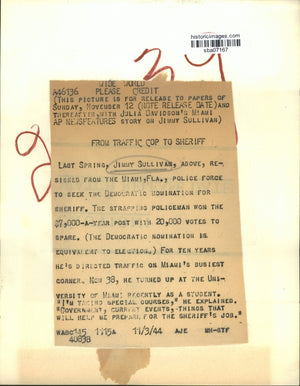 historicimages.com
sba07167
234
WIDE WORLD
A46136 PLEASE CREDIT
(THIS PICTURE IS FOR RELEASE TO PAPERS OF
SUNDAY, NOVEMBER 12 (NOTE RELEASE DATE) AND
THEREAFTER, WITH JULIA DAVIDSON'S MIAMI
AP NEWSFEATURES STORY ON JIMMY SULLIVAN)
FROM TRAFFIC COP TO SHERIFF
LAST SPRING, JIMMY SULLIVAN, ABOVE, RE-
SIGNED FROM THE MIAMI, FLA., POLICE FORCE
TO SEEK THE DEMOCRATIC NOMINATION FOR
SHERIFF. THE STRAPPING POLICEMAN WON THE
$7,000-A-YEAR POST WITH 20,000 VOTES TO
SPARE. (THE DEMOCRATIC NOMINATION IS
EQUIVALENT TO ELECTION.) FOR TEN YEARS
HE'S DIRECTED TRAFFIC ON MIAMI'S BUSIEST
CORNER. NOW 38, HE TURNED UP AT THE UNI-
VERSITY OF MIAMI RECENTLY AS A STUDENT.
"I'M TAKING SPECIAL COURSES," HE EXPLAINED.
"GOVERNMENT, CURRENT EVENTS, THINGS THAT
WILL HELP ME PREPARE FOR THE SHERIFF'S JOB."
1115A 11/3/44 AJE MH-STF
40838